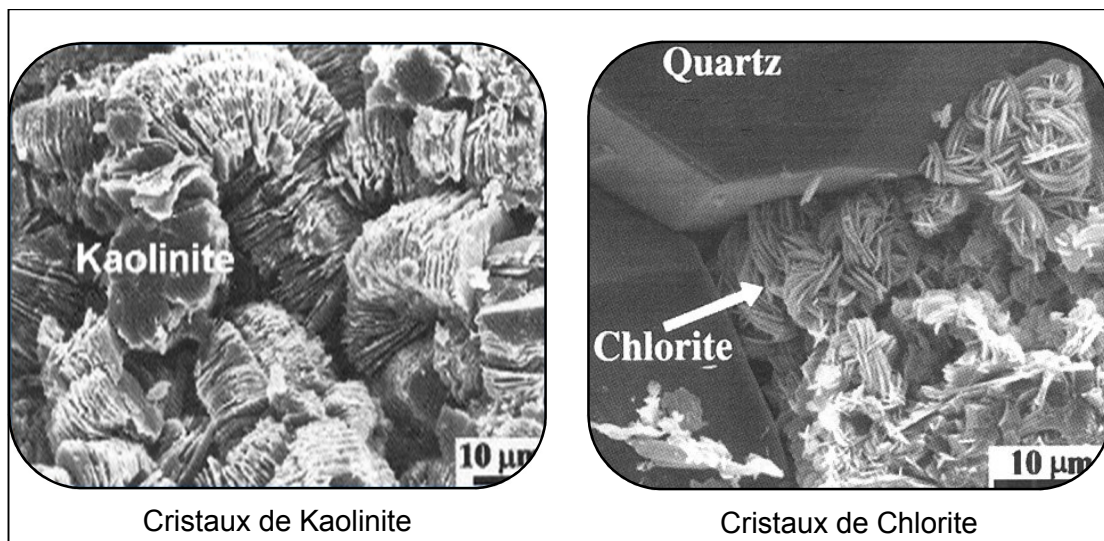 Kaolinite
10 µm
Cristaux de Kaolinite
Quartz
Chlorite
10 µm
Cristaux de Chlorite